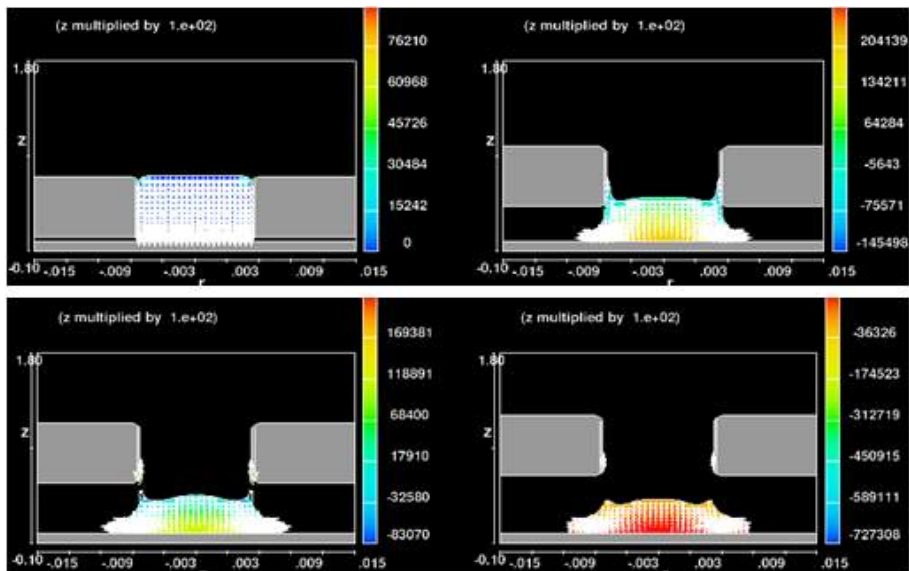 (z multiplied by 1.e+02)
76210
60968
45726
30484
15242
0
1.80
z
-0.10 -.015 -.009 -.003 .003 .009 .015
r
(z multiplied by 1.e+02)
204139
134211
64284
-5643
-75571
-145498
1.80
z
-0.10 -.015 -.009 -.003 .003 .009 .015
r
(z multiplied by 1.e+02)
169381
118891
68400
17910
-32580
-83070
1.80
z
-0.10 -.015 -.009 -.003 .003 .009 .015
(z multiplied by 1.e+02)
-36326
-174523
-312719
-450915
-589111
-727308
1.80
z
-0.10 -.015 -.009 -.003 .003 .009 .015